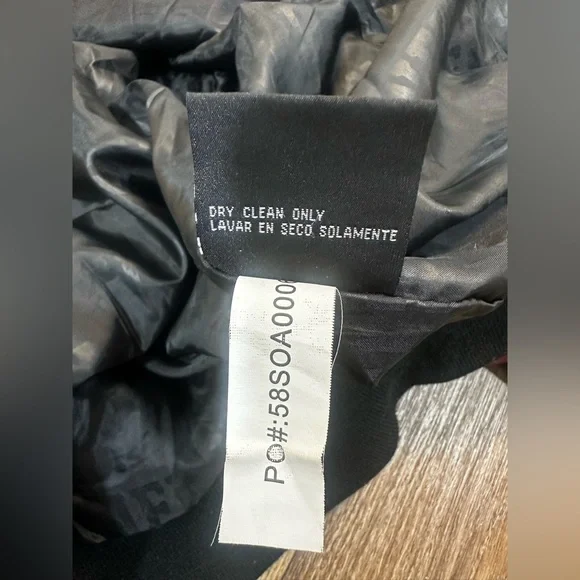 DRY CLEAN ONLY
LAVAR EN SECO SOLAMENTE
PO#:58SOA000